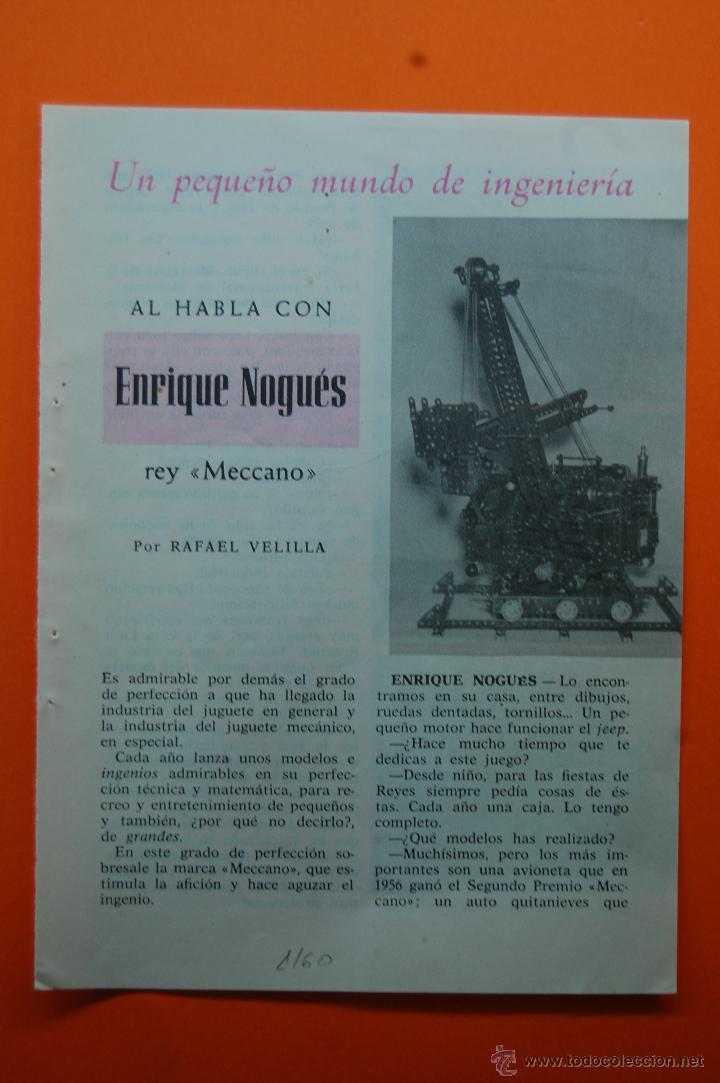 Un pequeño mundo de ingeniería
AL HABLA CON
Enrique Nogués
rey «Meccano»
Por RAFAEL VELILLA
Es admirable por demás el grado
de perfección a que ha llegado la
industria del juguete en general y
la industria del juguete mecánico,
en especial.
Cada año lanza unos modelos e
ingenios admirables en su perfec-
ción técnica y matemática, para re-
creo y entretenimiento de pequeños
y también, ¿por qué no decirlo?,
de grandes.
En este grado de perfección so-
bresale la marca «Meccano», que es-
timula la afición y hace aguzar el
ingenio.
ENRIQUE NOGUÉS — Lo encon-
tramos en su casa, entre dibujos,
ruedas dentadas, tornillos... Un pe-
queño motor hace funcionar el jeep.
—¿Hace mucho tiempo que te
dedicas a este juego?
—Desde niño, para las fiestas de
Reyes siempre pedía cosas de és-
tas. Cada año una caja. Lo tengo
completo.
—¿Qué modelos has realizado?
—Muchísimos, pero los más im-
portantes son una avioneta que en
1956 ganó el Segundo Premio «Mec-
cano»; un auto quitanieves que
1/60
www.todocoleccion.net